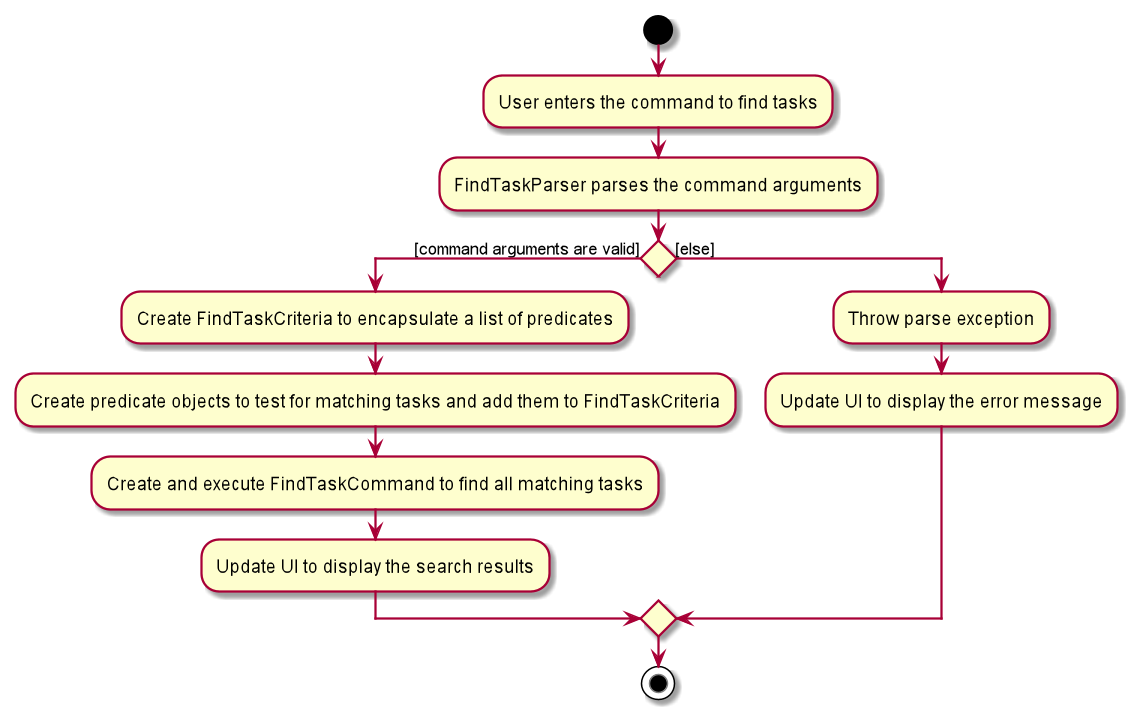 User enters the command to find tasks
FindTaskParser parses the command arguments
[command arguments are valid]
[else]
Create FindTaskCriteria to encapsulate a list of predicates
Throw parse exception
Create predicate objects to test for matching tasks and add them to FindTaskCriteria
Update UI to display the error message
Create and execute FindTaskCommand to find all matching tasks
Update UI to display the search results